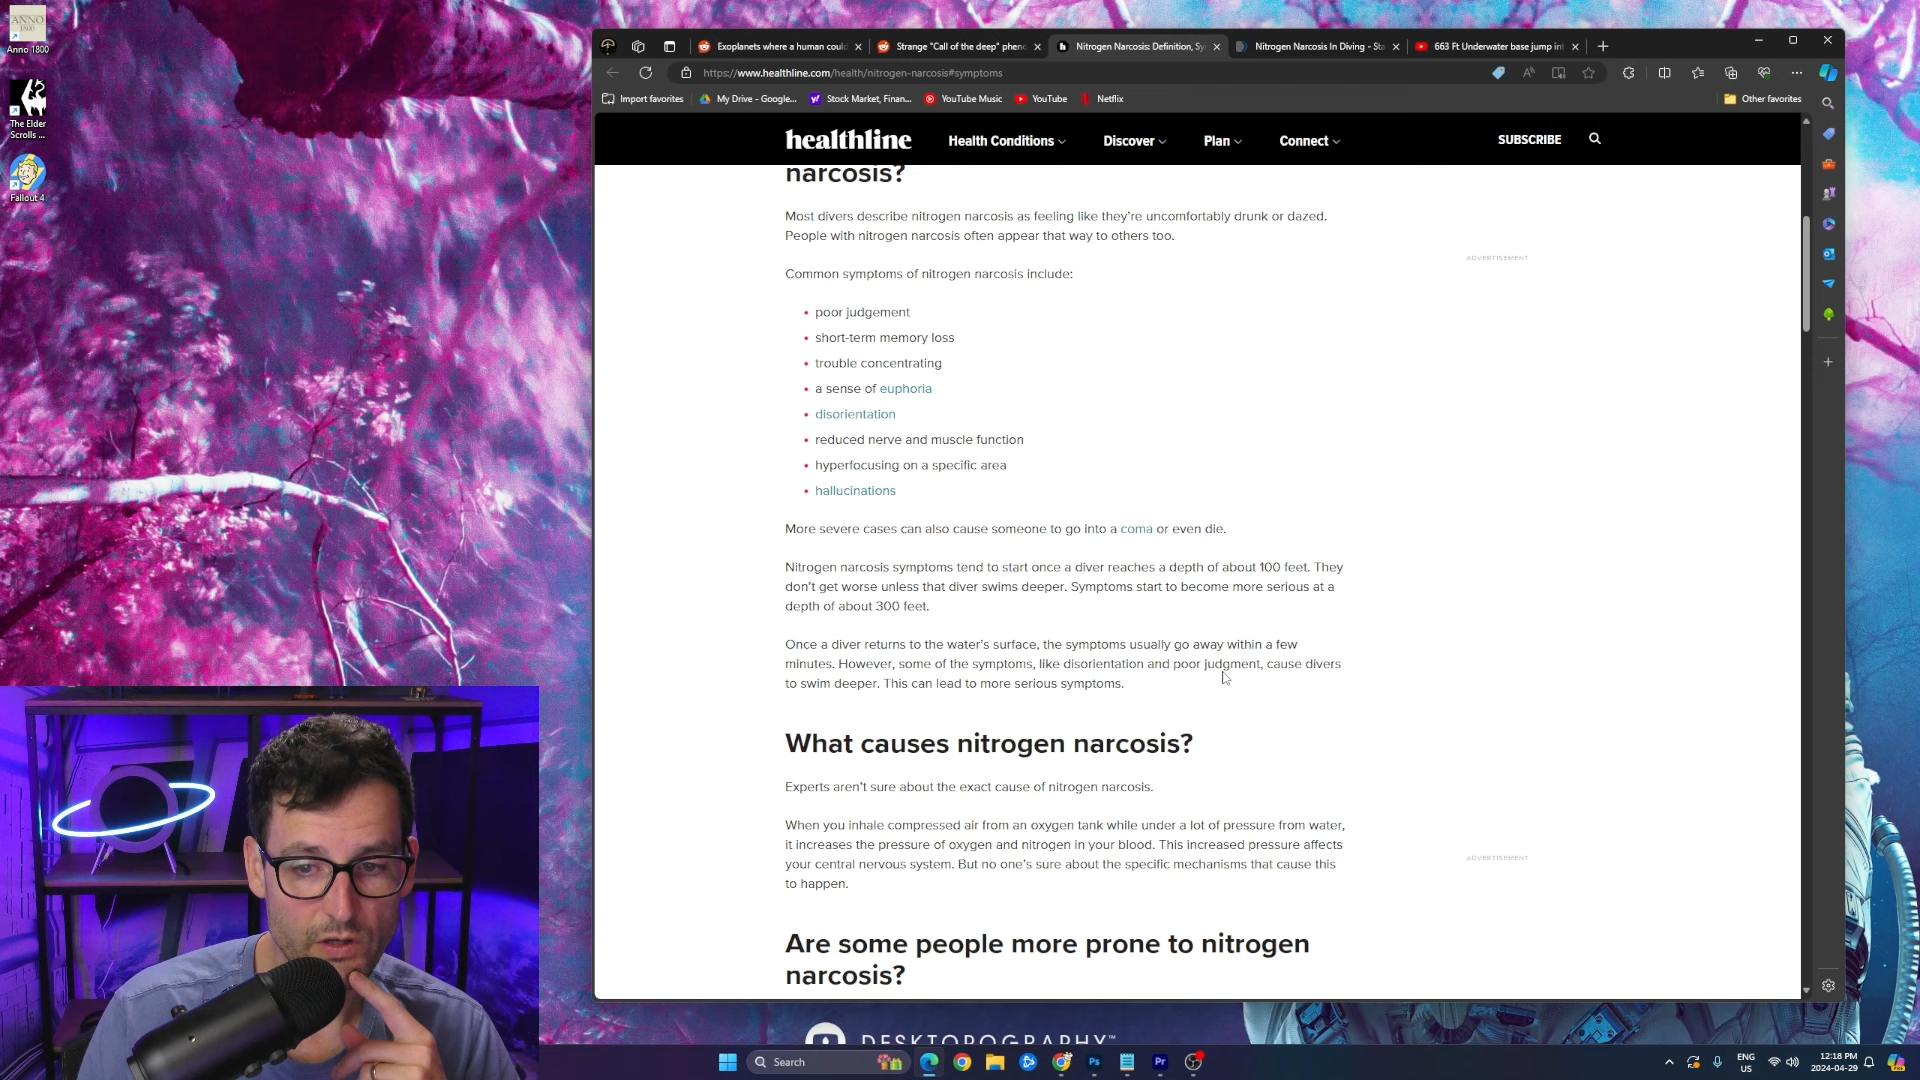 ANNO
1800
Anno 1800
The Elder
Scrolls ...
Fallout 4
Exoplanets where a human coul
Strange "Call of the deep" phen
Nitrogen Narcosis: Definition, Sy
Nitrogen Narcosis In Diving - St
663 Ft Underwater base jump in
https://www.healthline.com/health/nitrogen-narcosis#symptoms
Import favorites
My Drive - Google...
Stock Market, Finan...
YouTube Music
YouTube
Netflix
Other favorites
healthline
Health Conditions
Discover
Plan
Connect
SUBSCRIBE
narcosis?
Most divers describe nitrogen narcosis as feeling like they're uncomfortably drunk or dazed.
People with nitrogen narcosis often appear that way to others too.
ADVERTISEMENT
Common symptoms of nitrogen narcosis include:
• poor judgement
• short-term memory loss
• trouble concentrating
• a sense of euphoria
• disorientation
• reduced nerve and muscle function
• hyperfocusing on a specific area
• hallucinations
More severe cases can also cause someone to go into a coma or even die.
Nitrogen narcosis symptoms tend to start once a diver reaches a depth of about 100 feet. They
don't get worse unless that diver swims deeper. Symptoms start to become more serious at a
depth of about 300 feet.
Once a diver returns to the water's surface, the symptoms usually go away within a few
minutes. However, some of the symptoms, like disorientation and poor judgment, cause divers
to swim deeper. This can lead to more serious symptoms.
What causes nitrogen narcosis?
Experts aren't sure about the exact cause of nitrogen narcosis.
When you inhale compressed air from an oxygen tank while under a lot of pressure from water,
it increases the pressure of oxygen and nitrogen in your blood. This increased pressure affects
your central nervous system. But no one's sure about the specific mechanisms that cause this
to happen.
ADVERTISEMENT
Are some people more prone to nitrogen
narcosis?
DESKTOPOGRAPHY™
Search
Ps
Pr
ENG
US
12:18 PM
2024-04-29